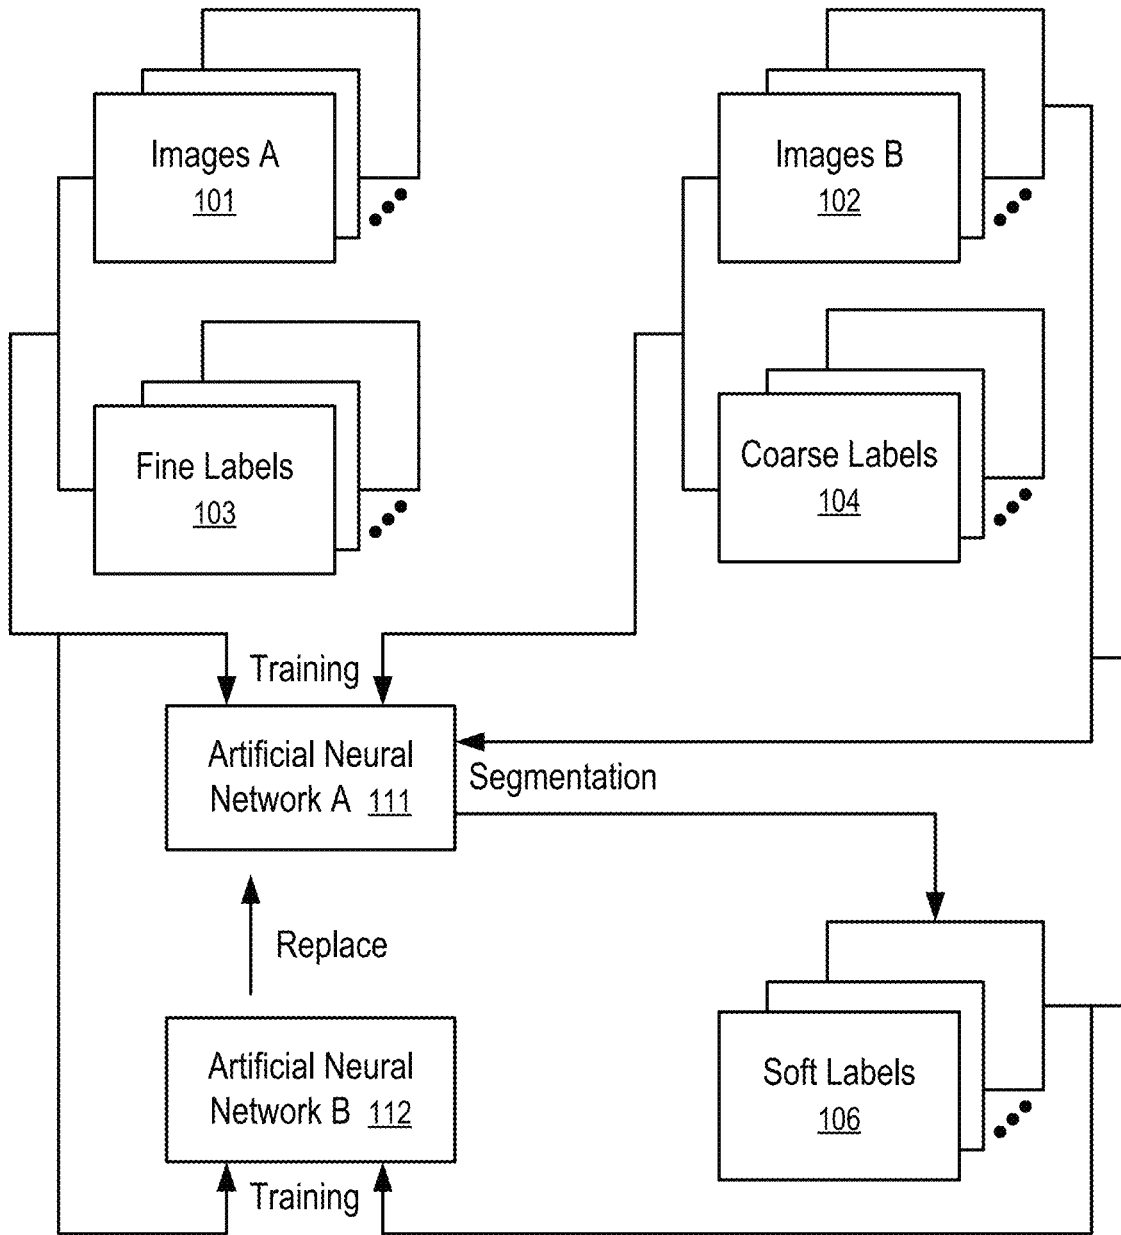 Images A
101
Images B
102
Fine Labels
103
Coarse Labels
104
Training
Artificial Neural
Network A 111
Segmentation
Replace
Artificial Neural
Network B 112
Soft Labels
106
Training